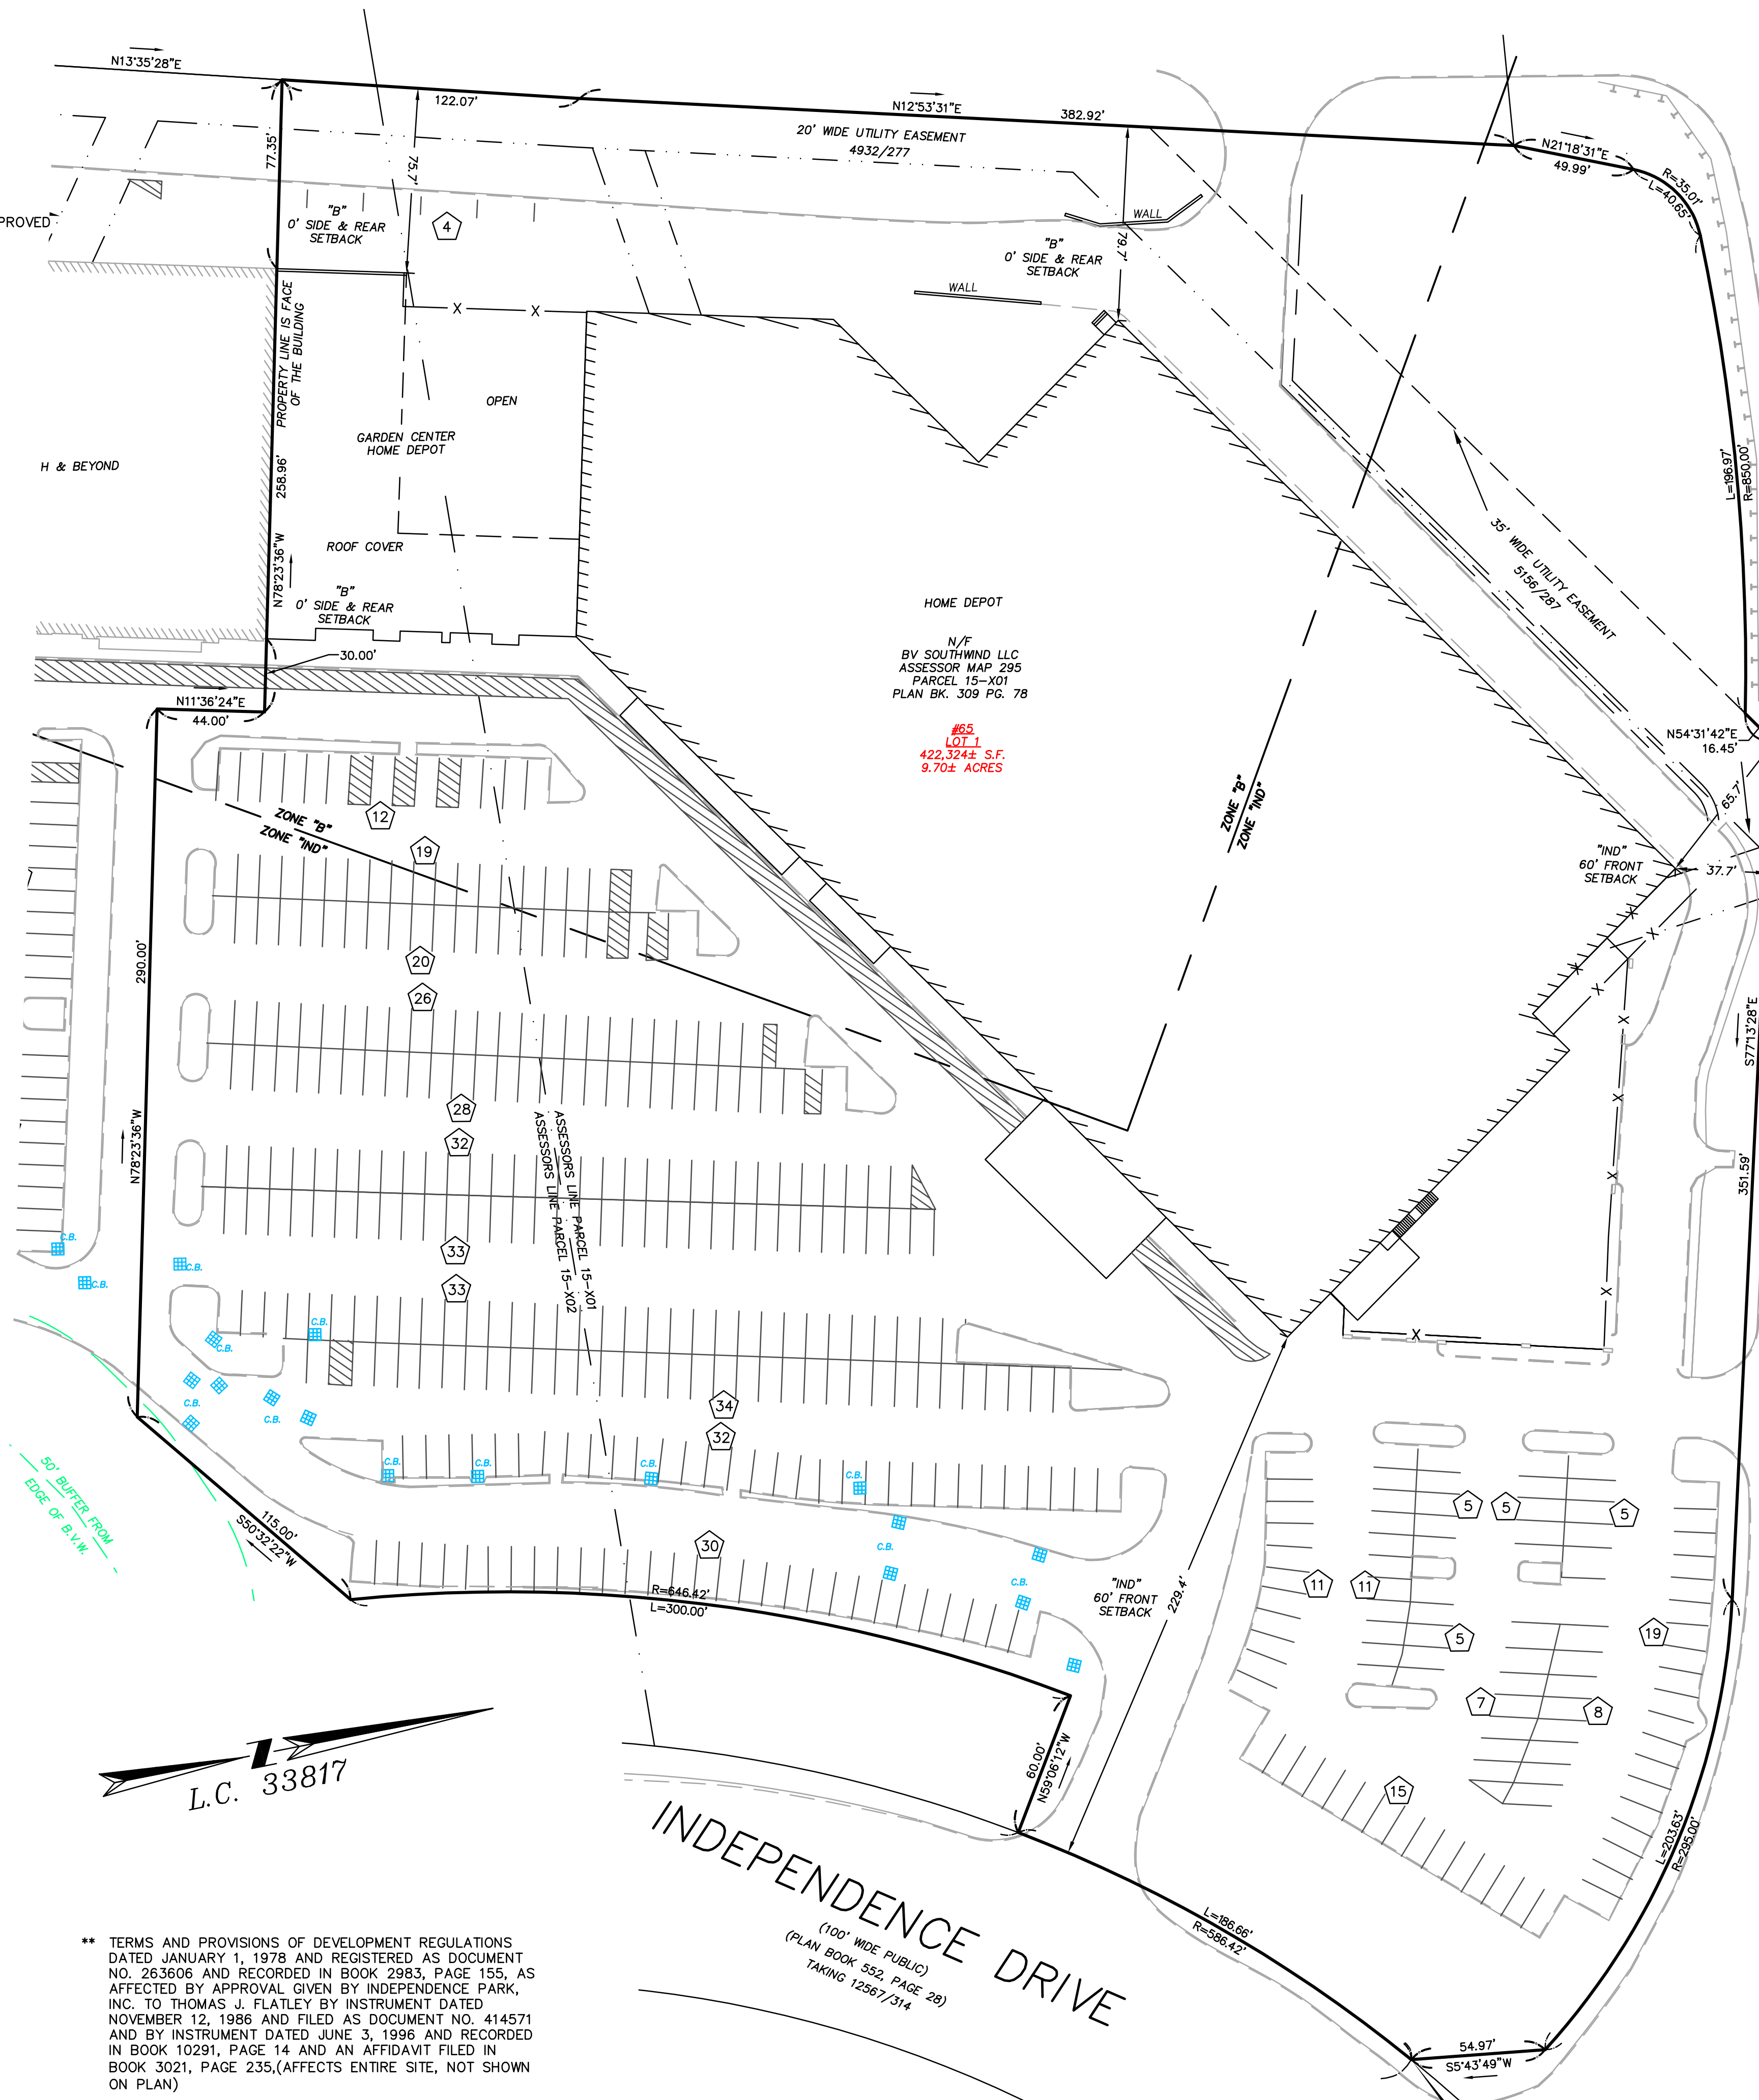 N13°35'28"E
122.07'
N12°53'31"E
382.92'
N21°18'31"E
49.99'
R=35.01'
L=40.65'
20' WIDE UTILITY EASEMENT
4932/277
77.35'
75.7'
PROVED
"B"
0' SIDE & REAR
SETBACK
4
WALL
79.7'
"B"
0' SIDE & REAR
SETBACK
WALL
PROPERTY LINE IS FACE
OF THE BUILDING
X
X
OPEN
GARDEN CENTER
HOME DEPOT
H & BEYOND
258.96'
L=196.97'
R=850.00'
ROOF COVER
N78°23'36"W
35' WIDE UTILITY EASEMENT
5156/287
"B"
0' SIDE & REAR
SETBACK
HOME DEPOT
N/F
BV SOUTHWIND LLC
ASSESSOR MAP 295
PARCEL 15-X01
PLAN BK. 309 PG. 78
30.00'
N11°36'24"E
44.00'
#65
LOT 1
422,324± S.F.
9.70± ACRES
N54°31'42"E
16.45'
65.7'
ZONE "B"
ZONE "IND"
12
ZONE "B"
ZONE "IND"
19
"IND"
60' FRONT
SETBACK
37.7'
X
X
X
X
290.00'
20
26
X
S77°13'28"E
28
32
X
N78°23'36"W
ASSESSORS LINE PARCEL 15-X01
ASSESSORS LINE PARCEL 15-X02
X
351.59'
C.B.
C.B.
C.B.
33
33
X
C.B.
C.B.
X
C.B.
C.B.
34
32
C.B.
C.B.
C.B.
C.B.
50' BUFFER FROM
EDGE OF B.V.W.
115.00'
S50°32'22"W
30
C.B.
C.B.
R=646.42'
L=300.00'
"IND"
60' FRONT
SETBACK
229.4'
5
5
5
11
11
5
19
7
8
15
60.00'
N59°06'12"W
L.C. 33817
L=203.63'
R=295.00'
INDEPENDENCE DRIVE
(100' WIDE PUBLIC)
(PLAN BOOK 552, PAGE 28)
TAKING 12567/314
L=186.66'
R=586.42'
54.97'
S5°43'49"W
** TERMS AND PROVISIONS OF DEVELOPMENT REGULATIONS
DATED JANUARY 1, 1978 AND REGISTERED AS DOCUMENT
NO. 263606 AND RECORDED IN BOOK 2983, PAGE 155, AS
AFFECTED BY APPROVAL GIVEN BY INDEPENDENCE PARK,
INC. TO THOMAS J. FLATLEY BY INSTRUMENT DATED
NOVEMBER 12, 1986 AND FILED AS DOCUMENT NO. 414571
AND BY INSTRUMENT DATED JUNE 3, 1996 AND RECORDED
IN BOOK 10291, PAGE 14 AND AN AFFIDAVIT FILED IN
BOOK 3021, PAGE 235,(AFFECTS ENTIRE SITE, NOT SHOWN
ON PLAN)